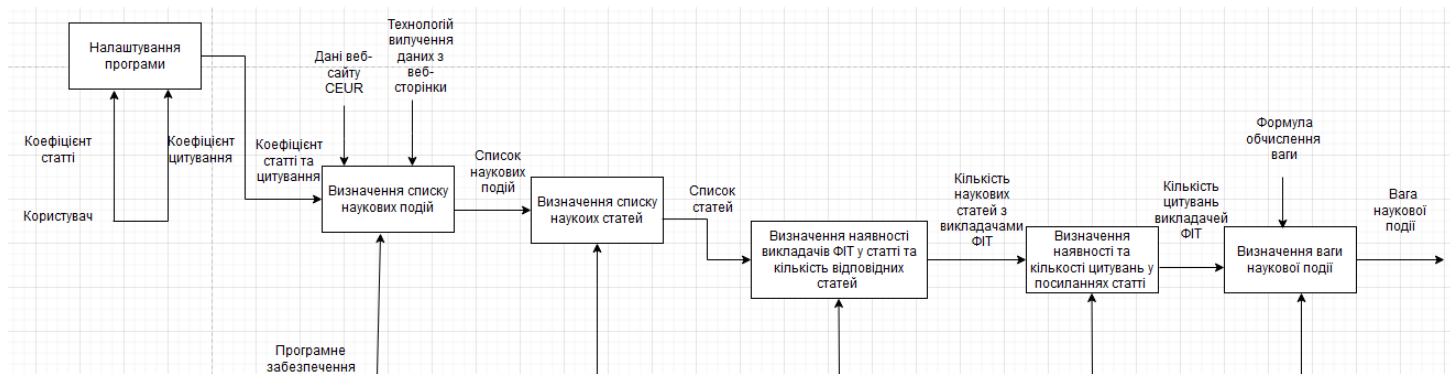 Налаштування
програми
Дані веб-
сайту
CEUR
Технологій
вилучення
даних з
веб-
сторінки
Коефіцієнт
статті
Коефіцієнт
цитування
Користувач
Коефіцієнт
статті та
цитування
Визначення списку
наукових подій
Програмне
забезпечення
Список
наукових
подій
Визначення списку
наукоих статей
Список
статей
Визначення наявності
викладачів ФІТ у статті та
кількість відповідних
статей
Кількість
наукових
статей з
викладачами
ФІТ
Визначення
наявності та
кількості цитувань у
посиланнях статті
Кількість
цитувань
викладачей
ФІТ
Формула
обчислення
ваги
Визначення ваги
наукової події
Вага
наукової
події